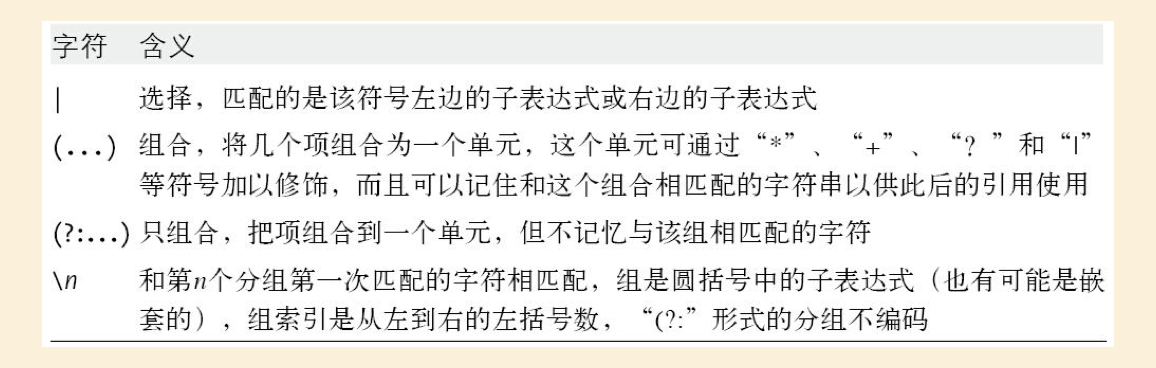 字符 含义
| 选择，匹配的是该符号左边的子表达式或右边的子表达式
(...) 组合，将几个项组合为一个单元，这个单元可通过“*”、“+”、“? ”和“|”
等符号加以修饰，而且可以记住和这个组合相匹配的字符串以供此后的引用使用
(?:...) 只组合，把项组合到一个单元，但不记忆与该组相匹配的字符
\n 和第n个分组第一次匹配的字符相匹配，组是圆括号中的子表达式（也有可能是嵌
套的），组索引是从左到右的左括号数，“(?:”形式的分组不编码